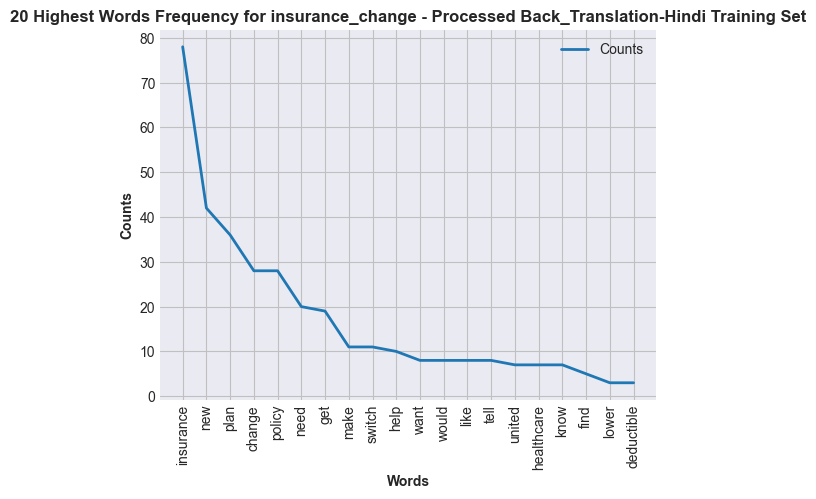 20 Highest Words Frequency for insurance_change - Processed Back_Translation-Hindi Training Set
Counts
80
70
60
50
40
30
20
10
0
Counts
insurance
new
plan
change
policy
need
get
make
switch
help
want
would
like
tell
united
healthcare
know
find
lower
deductible
Words